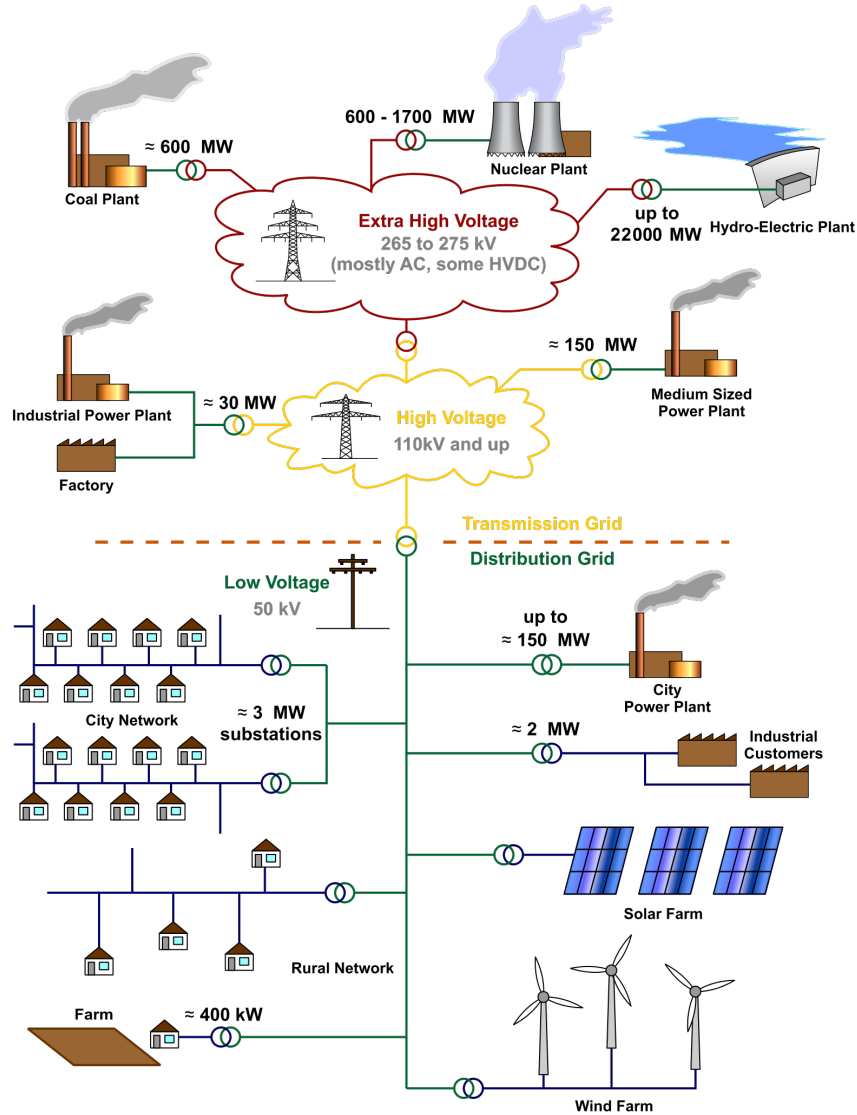 600 - 1700 MW
≈ 600 MW
Nuclear Plant
Coal Plant
up to
22000 MW
Hydro-Electric Plant
Extra High Voltage
265 to 275 kV
(mostly AC, some HVDC)
≈ 150 MW
Medium Sized
Power Plant
Industrial Power Plant
≈ 30 MW
Factory
High Voltage
110kV and up
Transmission Grid
Distribution Grid
Low Voltage
50 kV
up to
≈ 150 MW
City
Power Plant
City Network
≈ 3 MW
substations
≈ 2 MW
Industrial
Customers
Solar Farm
Rural Network
Farm
≈ 400 kW
Wind Farm